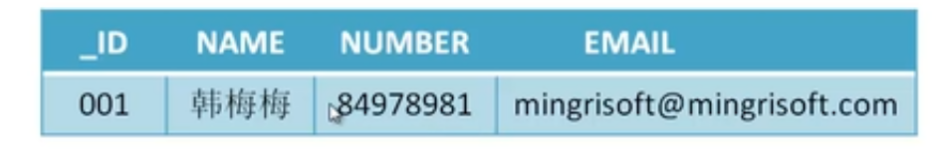 _ID NAME NUMBER EMAIL
001 韩梅梅 84978981 mingrisoft@mingrisoft.com